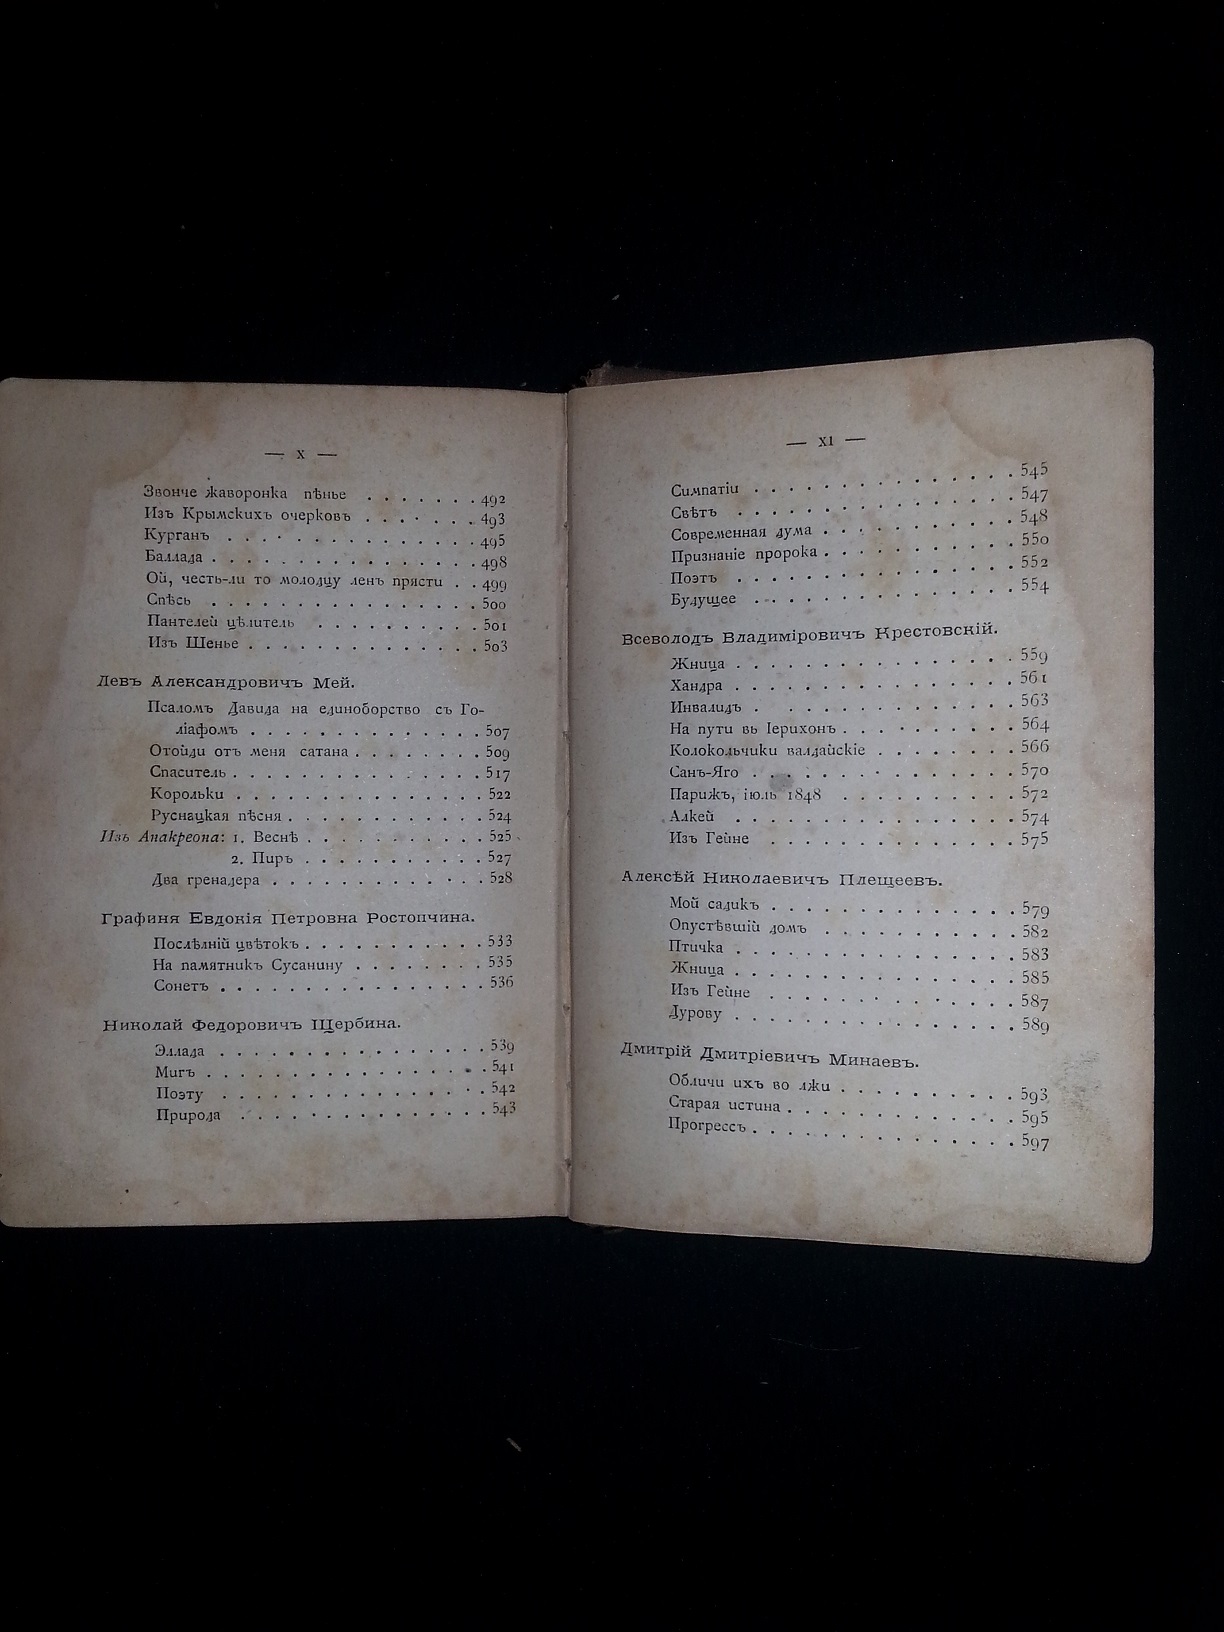 — X —
Звонче жаворонка пѣнье . . . . . . . 492
Изъ Крымскихъ очерковъ . . . . . . . 493
Курганъ . . . . . . . . . . . . 495
Баллада . . . . . . . . . . . . 498
Ой, честь-ли то молодцу ленъ прясти . . 499
Спѣсь . . . . . . . . . . . . 500
Пантелей цѣлитель . . . . . . . . . 501
Изъ Шенье . . . . . . . . . . . . 503
Левъ Александровичъ Мей.
Псаломъ Давида на единоборство съ Го-
ліафомъ . . . . . . . . . . . . 507
Отойди отъ меня сатана . . . . . . . . 509
Спаситель . . . . . . . . . . . . 517
Корольки . . . . . . . . . . . . 522
Руснацкая пѣсня . . . . . . . . . . . 524
Изъ Анакреона: 1. Веснѣ . . . . . . . . . . 525
2. Пиръ . . . . . . . . . . 527
Два гренадера . . . . . . . . . . . 528
Графиня Евдокія Петровна Ростопчина.
Послѣдній цвѣтокъ . . . . . . . . . . 533
На памятникъ Сусанину . . . . . . . . 535
Сонетъ . . . . . . . . . . . . 536
Николай Федоровичъ Щербина.
Эллада . . . . . . . . . . . . 539
Мигъ . . . . . . . . . . . . 541
Поэту . . . . . . . . . . . . 542
Природа . . . . . . . . . . . . 543
— XI —
Симпатіи . . . . . . . . . . . . 545
Свѣтъ . . . . . . . . . . . . 547
Современная дума . . . . . . . . . . 548
Признаніе пророка . . . . . . . . . . 550
Поэтъ . . . . . . . . . . . . 552
Будущее . . . . . . . . . . . . 554
Всеволодъ Владиміровичъ Крестовскій.
Жница . . . . . . . . . . . . 559
Хандра . . . . . . . . . . . . 561
Инвалидъ . . . . . . . . . . . . 563
На пути въ Іерихонъ . . . . . . . . . 564
Колокольчики валдайскіе . . . . . . . . 566
Санъ-Яго . . . . . . . . . . . . 570
Парижъ, іюль 1848 . . . . . . . . . 572
Алкей . . . . . . . . . . . . 574
Изъ Гейне . . . . . . . . . . . 575
Алексѣй Николаевичъ Плещеевъ.
Мой садикъ . . . . . . . . . . . 579
Опустѣвшій домъ . . . . . . . . . . 582
Птичка . . . . . . . . . . . . 583
Жница . . . . . . . . . . . . 585
Изъ Гейне . . . . . . . . . . . 587
Дурову . . . . . . . . . . . . 589
Дмитрій Дмитріевичъ Минаевъ.
Обличи ихъ во лжи . . . . . . . . . 593
Старая истина . . . . . . . . . . . 595
Прогрессъ . . . . . . . . . . . . 597